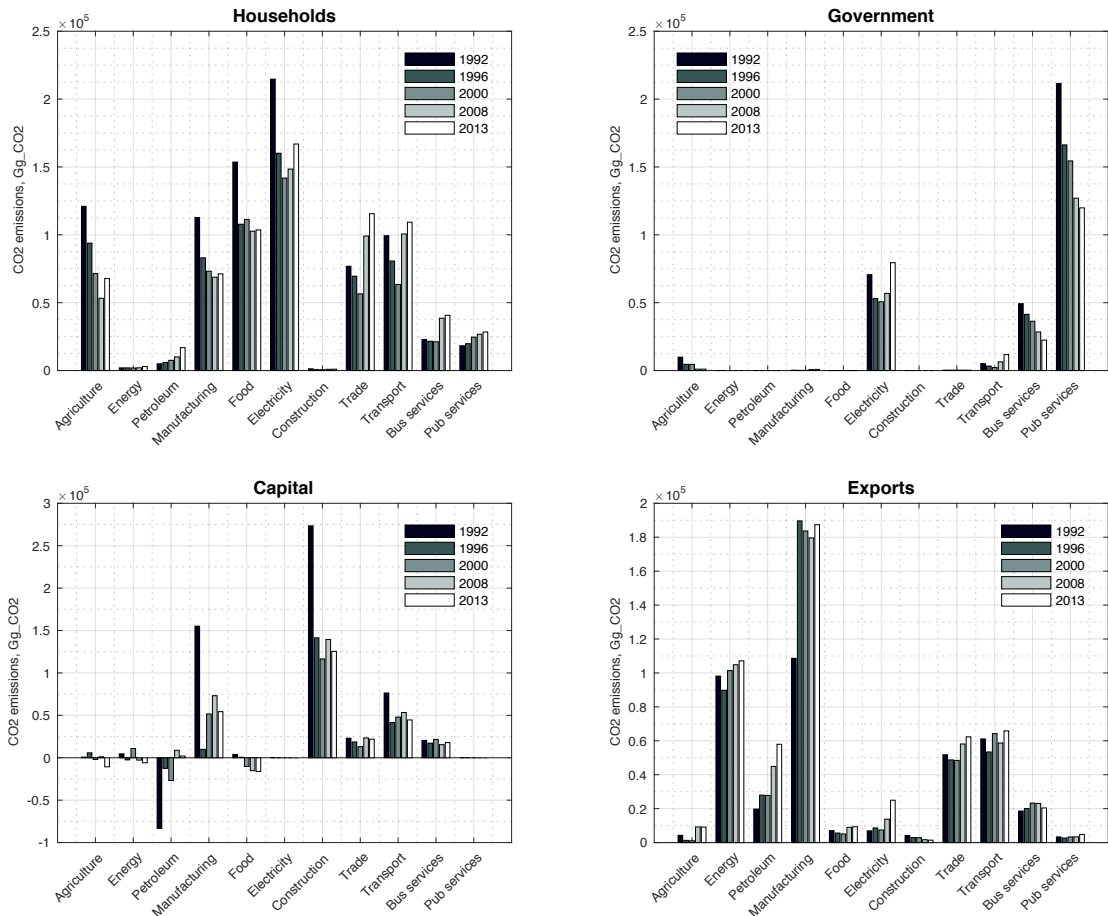 Households
× 10^5
2.5
2
1.5
1
0.5
0
CO2 emissions, Gg_CO2
1992
1996
2000
2008
2013
Agriculture
Energy
Petroleum
Manufacturing
Food
Electricity
Construction
Trade
Transport
Bus services
Pub services
Government
× 10^5
2.5
2
1.5
1
0.5
0
CO2 emissions, Gg_CO2
1992
1996
2000
2008
2013
Agriculture
Energy
Petroleum
Manufacturing
Food
Electricity
Construction
Trade
Transport
Bus services
Pub services
Capital
× 10^5
3
2.5
2
1.5
1
0.5
0
-0.5
-1
CO2 emissions, Gg_CO2
1992
1996
2000
2008
2013
Agriculture
Energy
Petroleum
Manufacturing
Food
Electricity
Construction
Trade
Transport
Bus services
Pub services
Exports
× 10^5
2
1.8
1.6
1.4
1.2
1
0.8
0.6
0.4
0.2
0
CO2 emissions, Gg_CO2
1992
1996
2000
2008
2013
Agriculture
Energy
Petroleum
Manufacturing
Food
Electricity
Construction
Trade
Transport
Bus services
Pub services